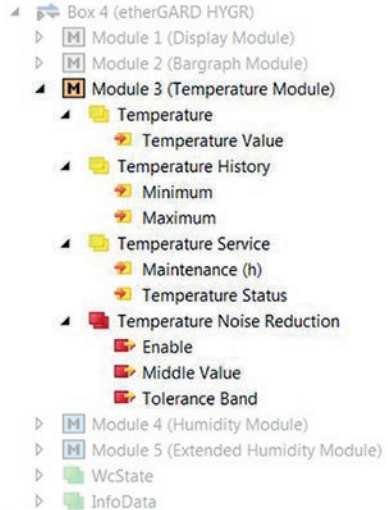 Box 4 (etherGARD HYGR)
M Module 1 (Display Module)
M Module 2 (Bargraph Module)
M Module 3 (Temperature Module)
Temperature
Temperature Value
Temperature History
Minimum
Maximum
Temperature Service
Maintenance (h)
Temperature Status
Temperature Noise Reduction
Enable
Middle Value
Tolerance Band
M Module 4 (Humidity Module)
M Module 5 (Extended Humidity Module)
WcState
InfoData